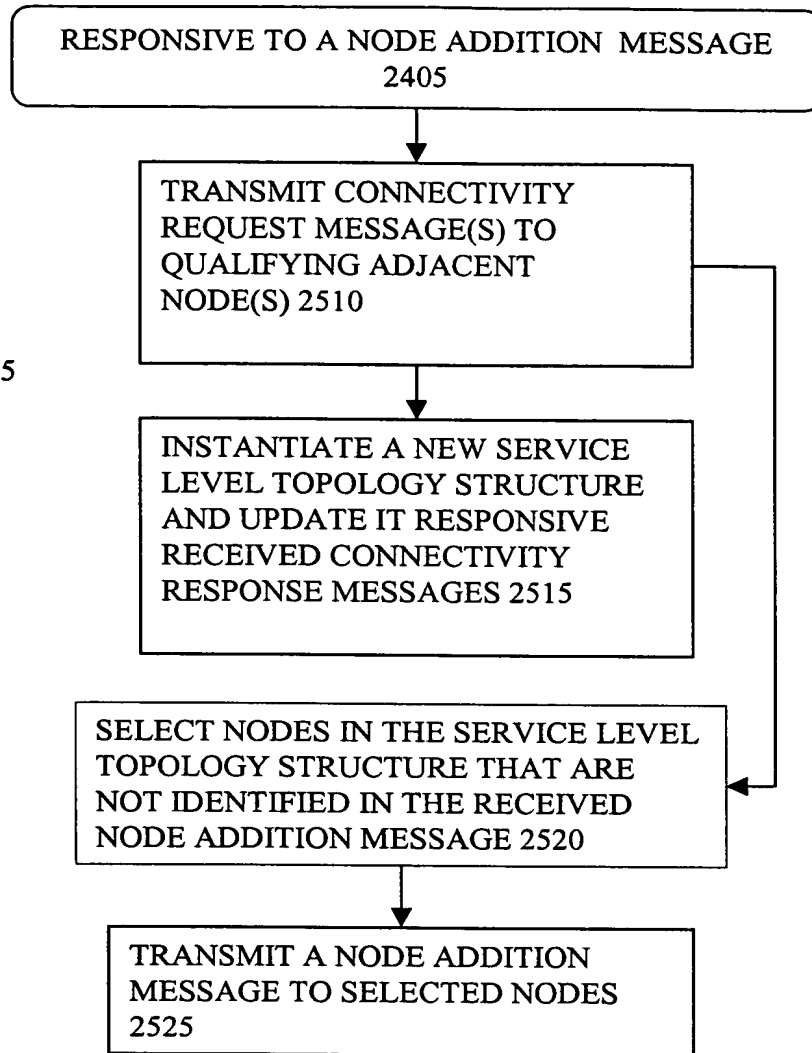 RESPONSIVE TO A NODE ADDITION MESSAGE
2405
TRANSMIT CONNECTIVITY
REQUEST MESSAGE(S) TO
QUALIFYING ADJACENT
NODE(S) 2510
5
INSTANTIATE A NEW SERVICE
LEVEL TOPOLOGY STRUCTURE
AND UPDATE IT RESPONSIVE
RECEIVED CONNECTIVITY
RESPONSE MESSAGES 2515
SELECT NODES IN THE SERVICE LEVEL
TOPOLOGY STRUCTURE THAT ARE
NOT IDENTIFIED IN THE RECEIVED
NODE ADDITION MESSAGE 2520
TRANSMIT A NODE ADDITION
MESSAGE TO SELECTED NODES
2525